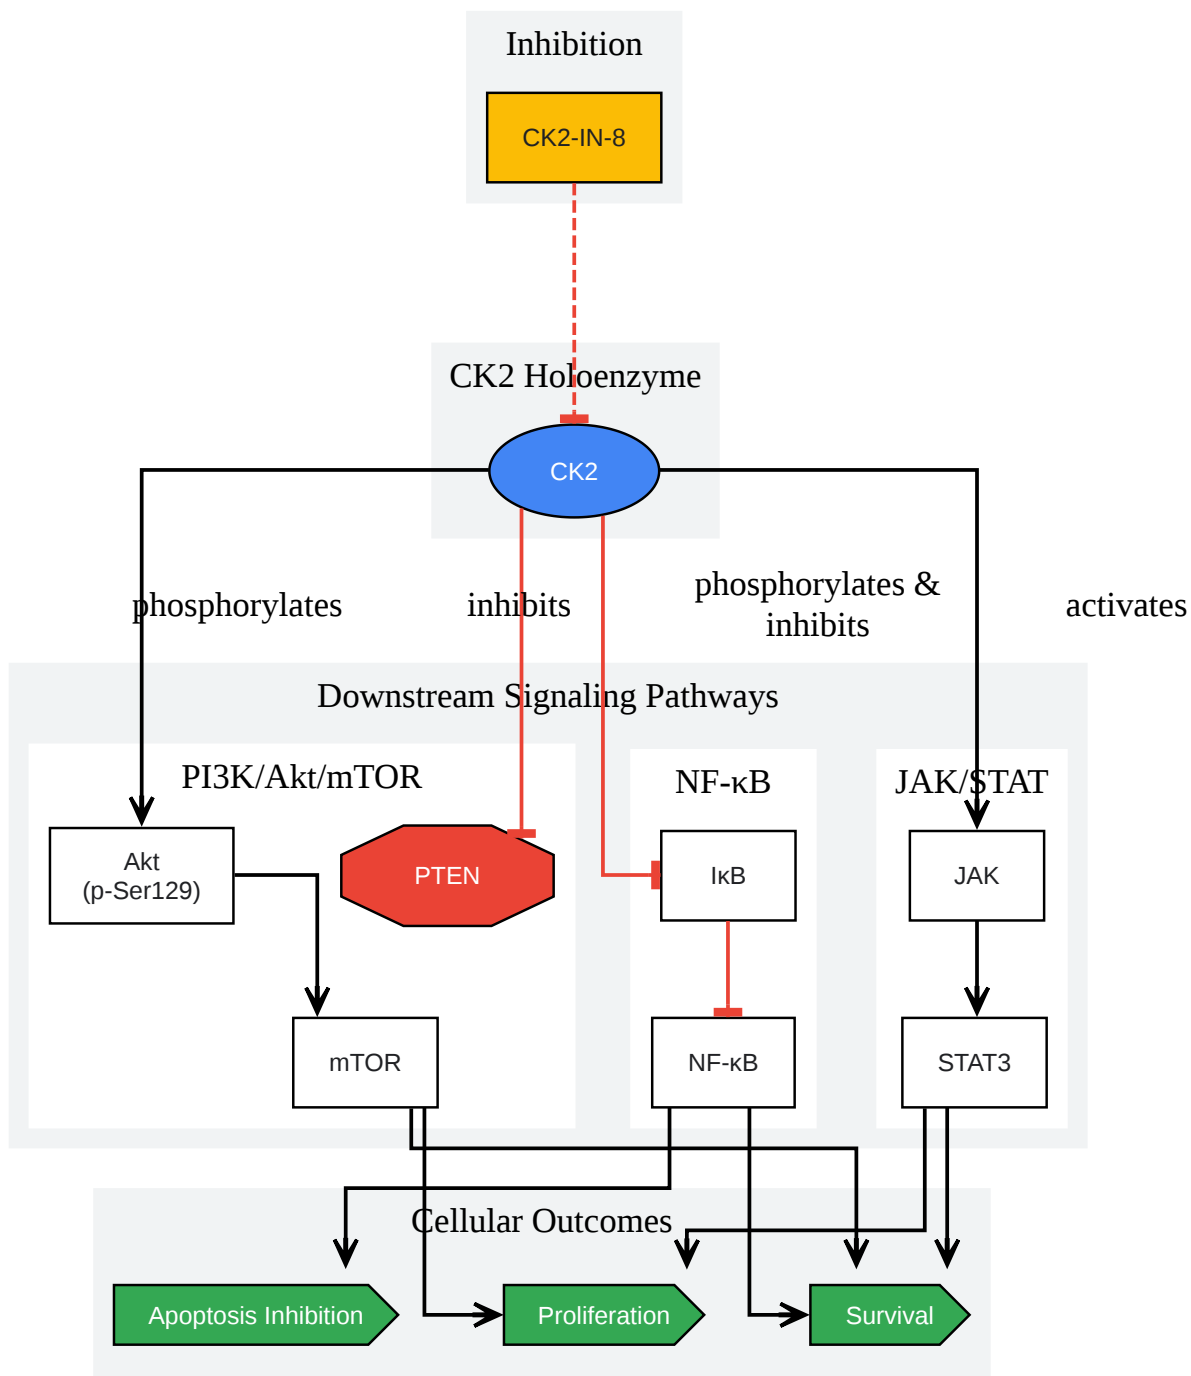 Inhibition
CK2-IN-8
CK2 Holoenzyme
CK2
phosphorylates
inhibits
phosphorylates &
inhibits
activates
Downstream Signaling Pathways
PI3K/Akt/mTOR
NF-κB
JAK/STAT
Akt
(p-Ser129)
PTEN
IκB
JAK
mTOR
NF-κB
STAT3
Cellular Outcomes
Apoptosis Inhibition
Proliferation
Survival